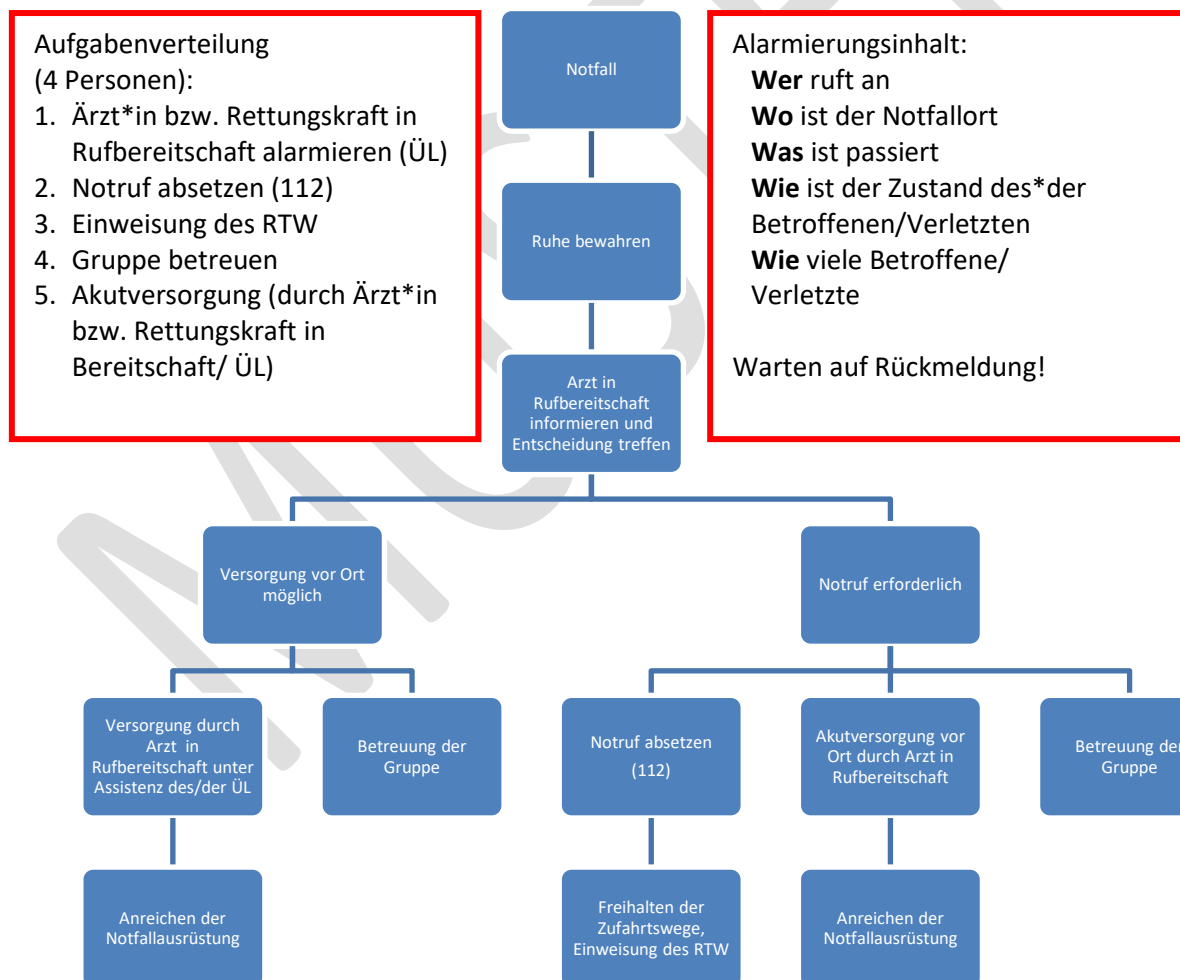 Aufgabenverteilung
(4 Personen):
1. Ärzt*in bzw. Rettungskraft in
Rufbereitschaft alarmieren (ÜL)
2. Notruf absetzen (112)
3. Einweisung des RTW
4. Gruppe betreuen
5. Akutversorgung (durch Ärzt*in
bzw. Rettungskraft in
Bereitschaft/ ÜL)
Notfall
Alarmierungsinhalt:
Wer ruft an
Wo ist der Notfallort
Was ist passiert
Wie ist der Zustand des*der
Betroffenen/Verletzten
Wie viele Betroffene/
Verletzte
Warten auf Rückmeldung!
Ruhe bewahren
Arzt in
Rufbereitschaft
informieren und
Entscheidung treffen
Versorgung vor Ort
möglich
Notruf erforderlich
Versorgung durch
Arzt in
Rufbereitschaft unter
Assistenz des/der ÜL
Betreuung der
Gruppe
Notruf absetzen
(112)
Akutversorgung vor
Ort durch Arzt in
Rufbereitschaft
Betreuung der
Gruppe
Anreichen der
Notfallausrüstung
Freihalten der
Zufahrtswege,
Einweisung des RTW
Anreichen der
Notfallausrüstung